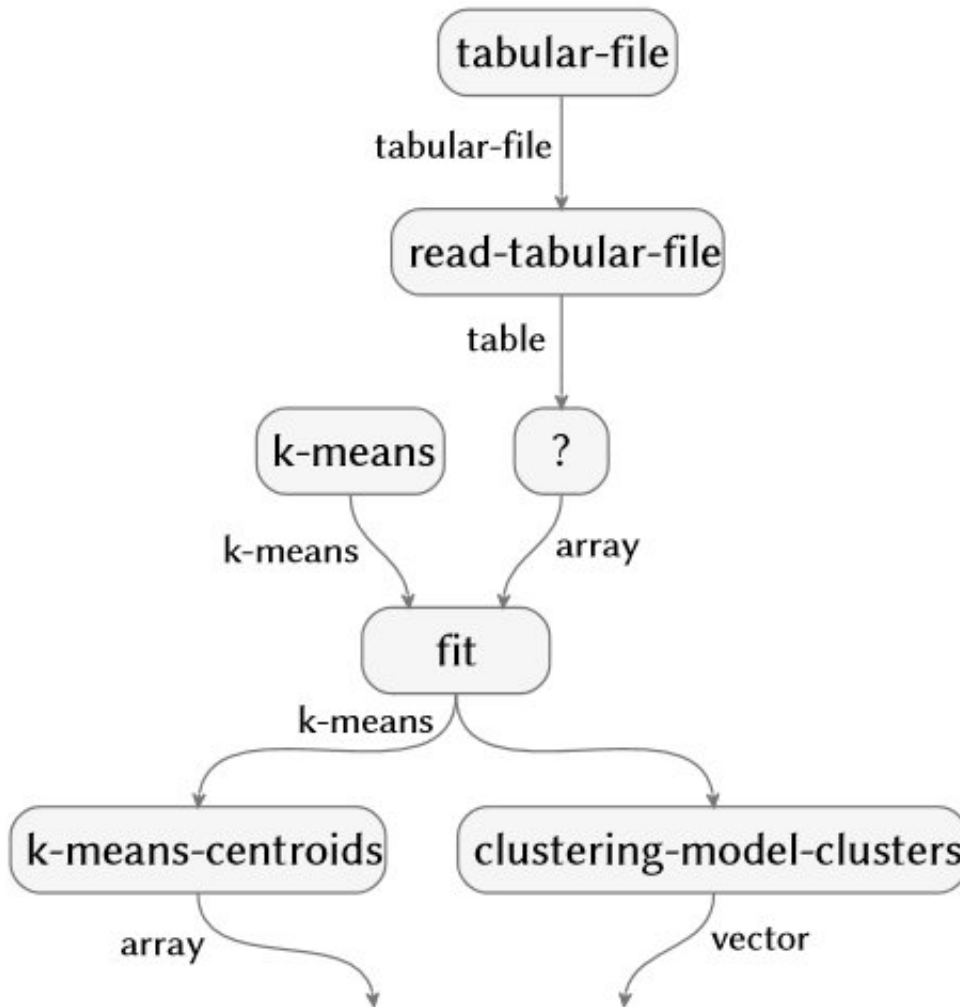 tabular-file
tabular-file
read-tabular-file
table
k-means
?
k-means
array
fit
k-means
k-means-centroids
clustering-model-clusters
array
vector